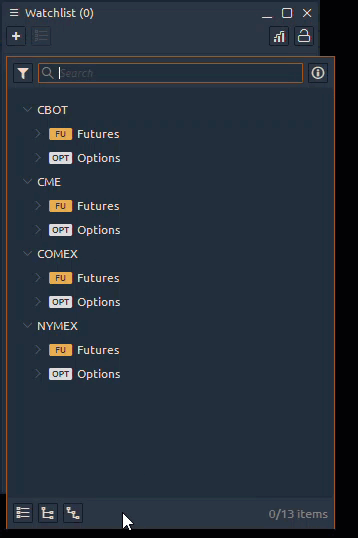 Watchlist (0)
Search
CBOT
FU Futures
OPT Options
CME
FU Futures
OPT Options
COMEX
FU Futures
OPT Options
NYMEX
FU Futures
OPT Options
0/13 items